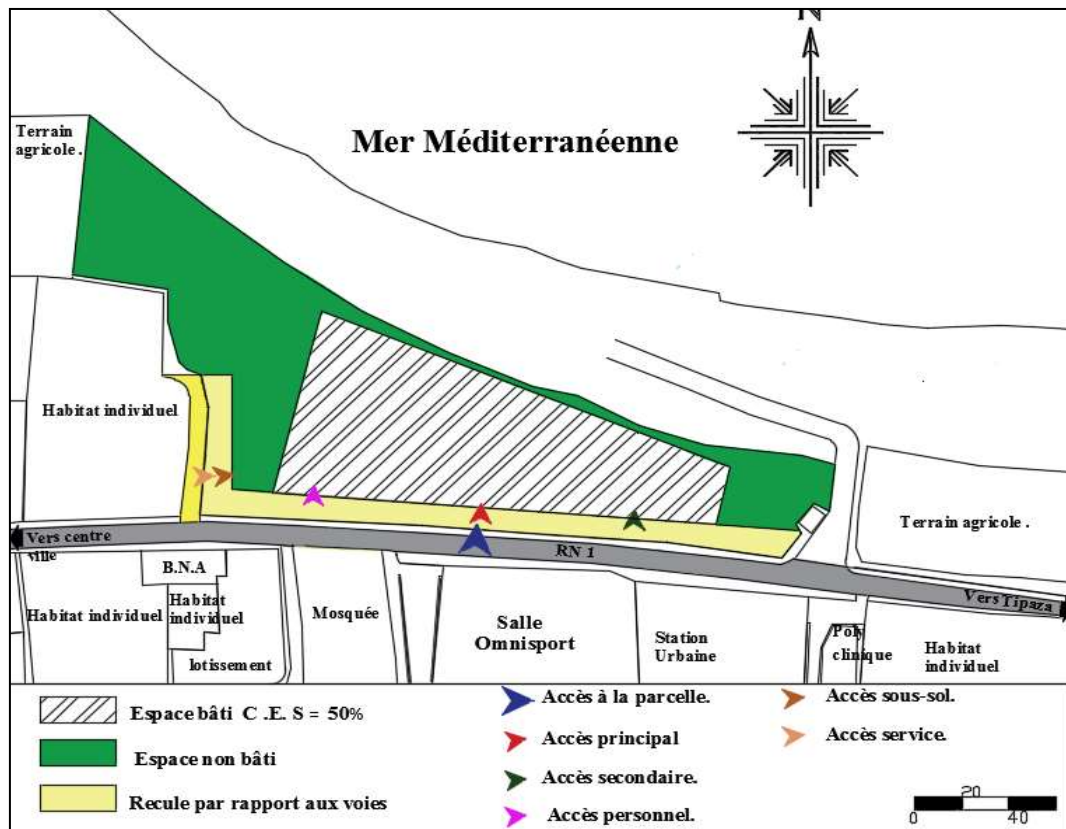 N
Terrain
agricole .
Mer Méditerranéenne
Habitat individuel
Terrain agricole .
Vers centre
ville
RN 1
Vers Tipaza
B.N.A
Habitat individuel
Habitat
individuel
lotissement
Mosquée
Salle
Omnisport
Station
Urbaine
Poly
clinique
Habitat
individuel
Espace bâti C .E. S = 50%
Espace non bâti
Recule par rapport aux voies
Accès à la parcelle.
Accès principal
Accès secondaire.
Accès personnel.
Accès sous-sol.
Accès service.
20
0 40